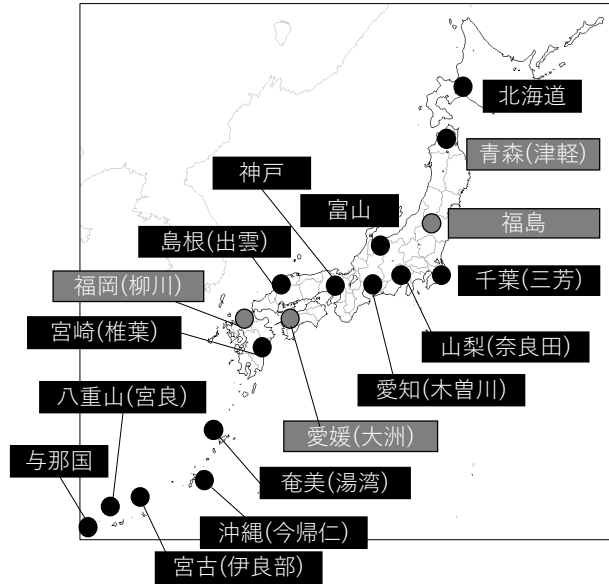 北海道
青森(津軽)
神戸
富山
福島
島根(出雲)
福岡(柳川)
千葉(三芳)
宮崎(椎葉)
山梨(奈良田)
愛知(木曽川)
八重山(宮良)
愛媛(大洲)
与那国
奄美(湯湾)
沖縄(今帰仁)
宮古(伊良部)